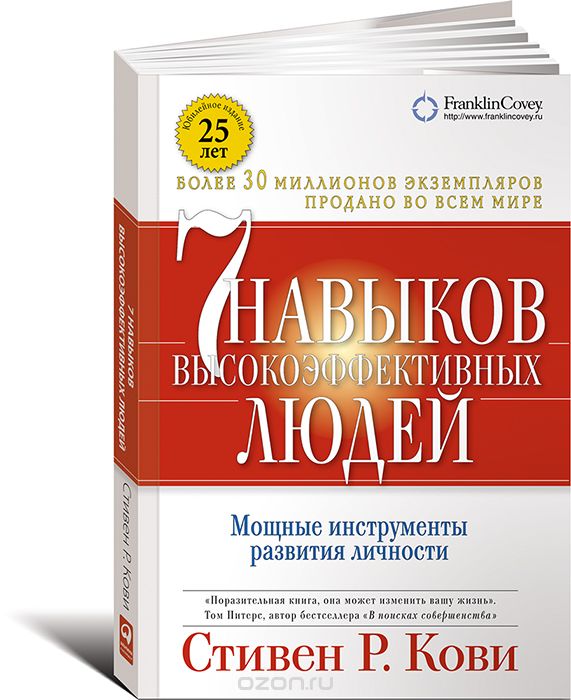 FranklinCovey.
http://www.franklincovey.ru
Юбилейное издание
25
лет
БОЛЕЕ 30 МИЛЛИОНОВ ЭКЗЕМПЛЯРОВ
ПРОДАНО ВО ВСЕМ МИРЕ
7 НАВЫКОВ
ВЫСОКОЭФФЕКТИВНЫХ
ЛЮДЕЙ
Мощные инструменты
развития личности
«Поразительная книга, она может изменить вашу жизнь».
Том Питерс, автор бестселлера «В поисках совершенства»
Стивен Р. Кови
7 НАВЫКОВ
ВЫСОКОЭФФЕКТИВНЫХ ЛЮДЕЙ
Стивен Р. Кови
ozon.ru